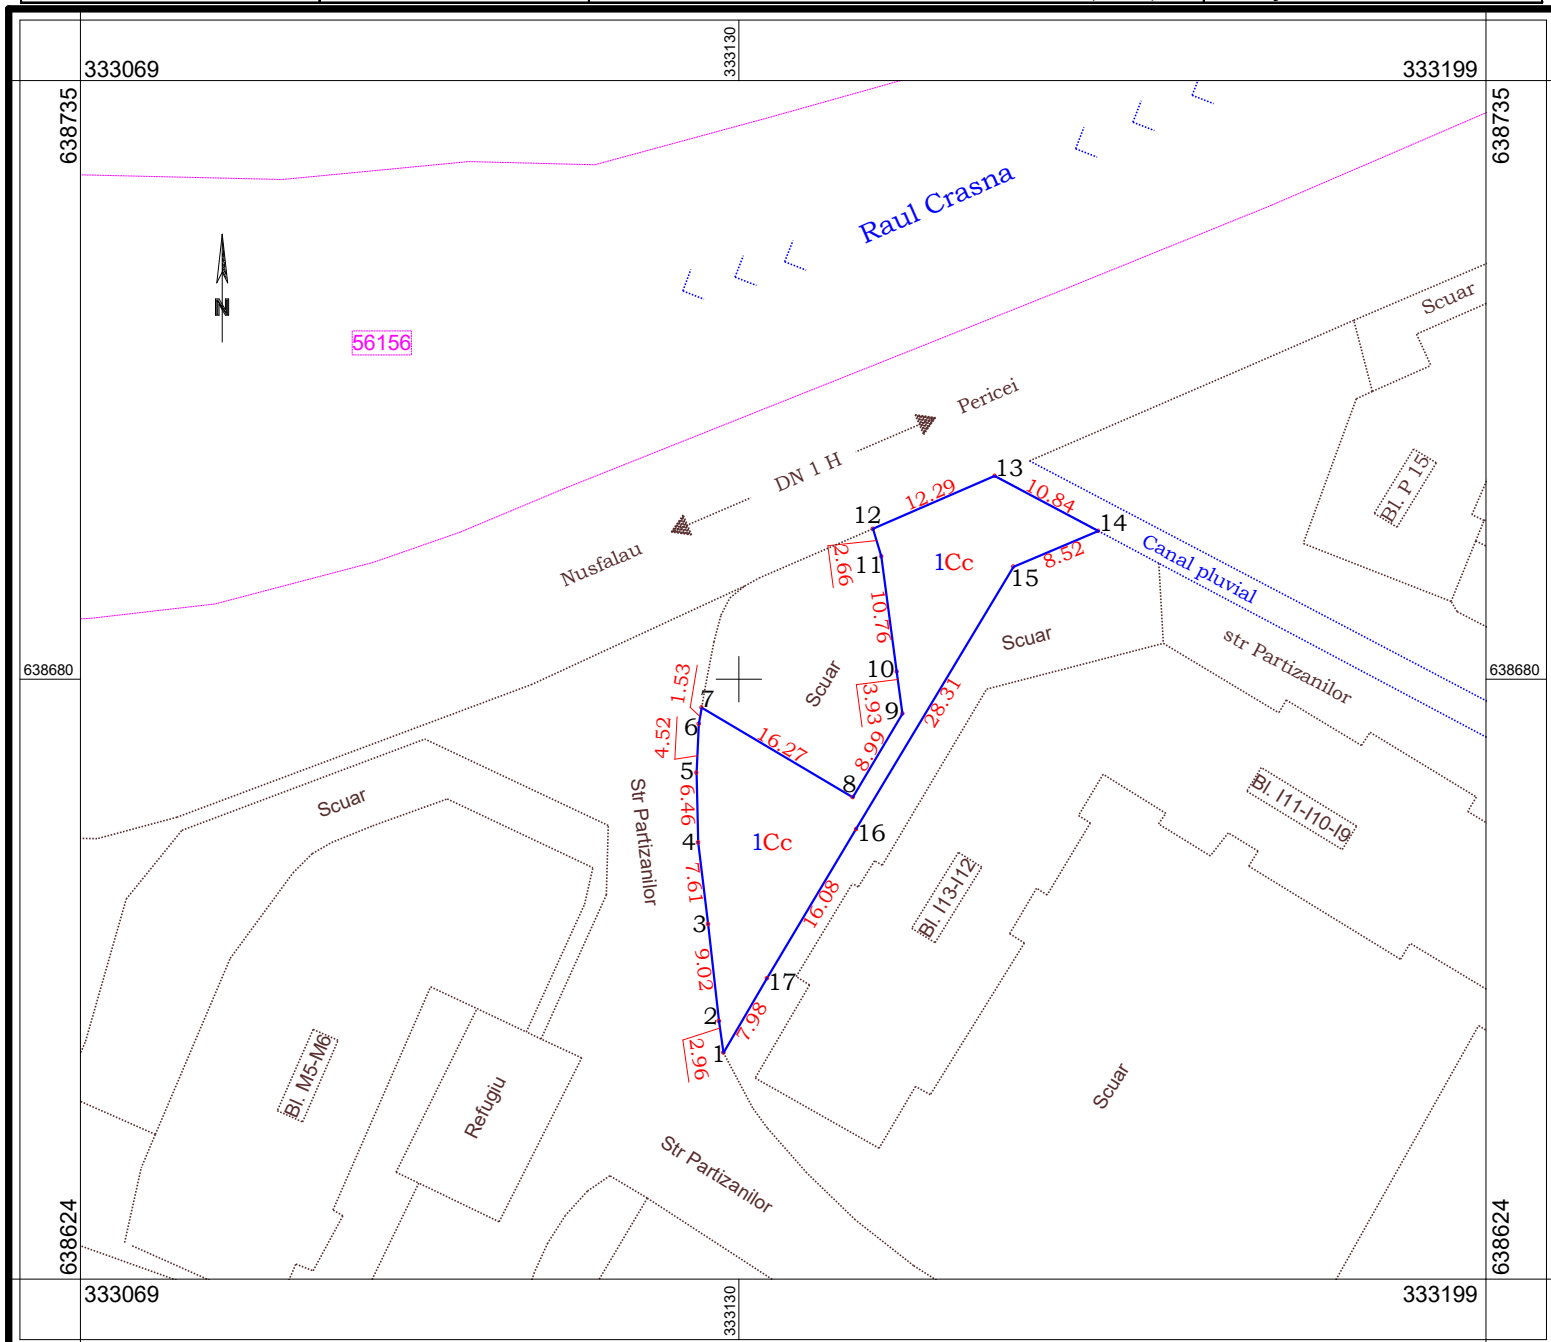 333130
333069
333199
638735
638735
Raul Crasna
N
56156
Scuar
Pericei
DN 1 H
Nusfalau
13
12.29
10.84
12
14
2.66
11
1Cc
8.52
15
Canal pluvial
Bl. P 15
10.76
Scuar
str Partizanilor
638680
638680
1.53
Scuar
10
7
3.93
9
28.31
4.52
6
16.27
8.99
5
8
6.46
Scuar
Str Partizanilor
4
1Cc
16
Bl. I11-I10-I9
7.61
16.08
Bl. I13-I12
3
9.02
17
2
7.98
1
2.96
Bl. M5-M6
Refugiu
Scuar
Str Partizanilor
638624
638624
333069
333130
333199